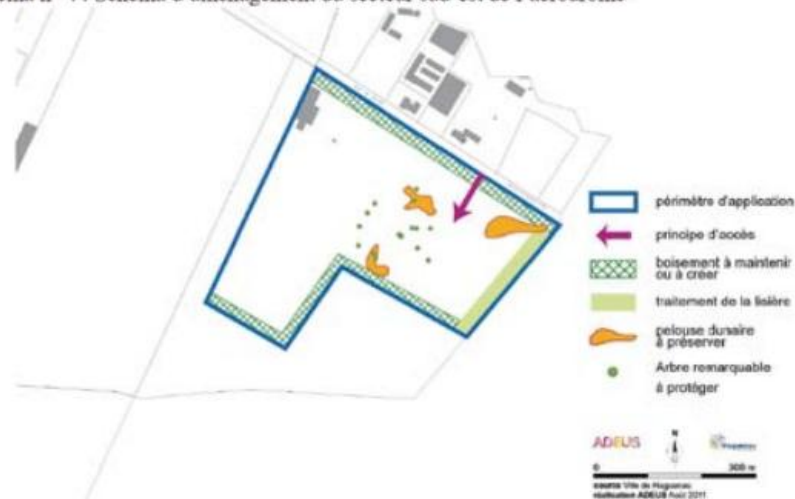 périmètre d'application
principe d'accès
boisement à maintenir
ou à créer
traitement de la lisière
pelouse dunaire
à préserver
Arbre remarquable
à protéger
ADEUS
N
0 300 m
source Ville de Haguenau
réalisation ADEUS Août 2011